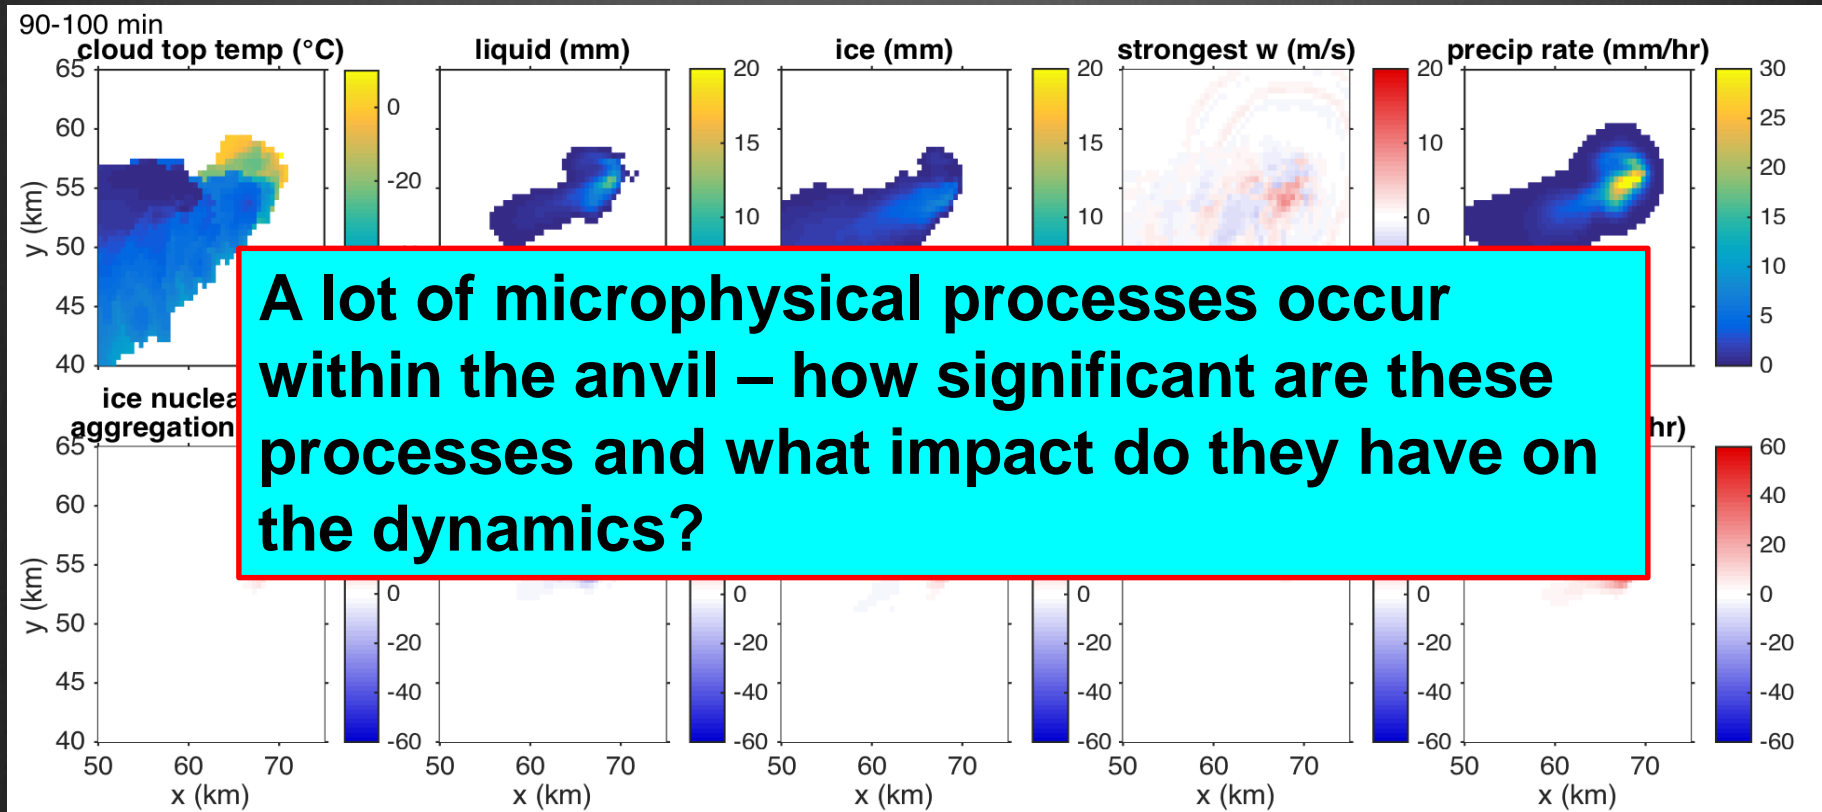 90-100 min
cloud top temp (°C) liquid (mm) ice (mm) strongest w (m/s) precip rate (mm/hr)
65 20 20 20 30
0 25
60 15 15 10 20
-20
55 10 10 0 15
y (km)
50 10
45 5
40 0
A lot of microphysical processes occur
within the anvil – how significant are these
processes and what impact do they have on
the dynamics?
ice
aggregation hr)
65 60
60 40
20
55 0 0 0 0 0
y (km)
50 -20 -20 -20 -20 -20
45 -40 -40 -40 -40 -40
40 -60 -60 -60 -60 -60
50 60 70 50 60 70 50 60 70 50 60 70 50 60 70
x (km) x (km) x (km) x (km) x (km)